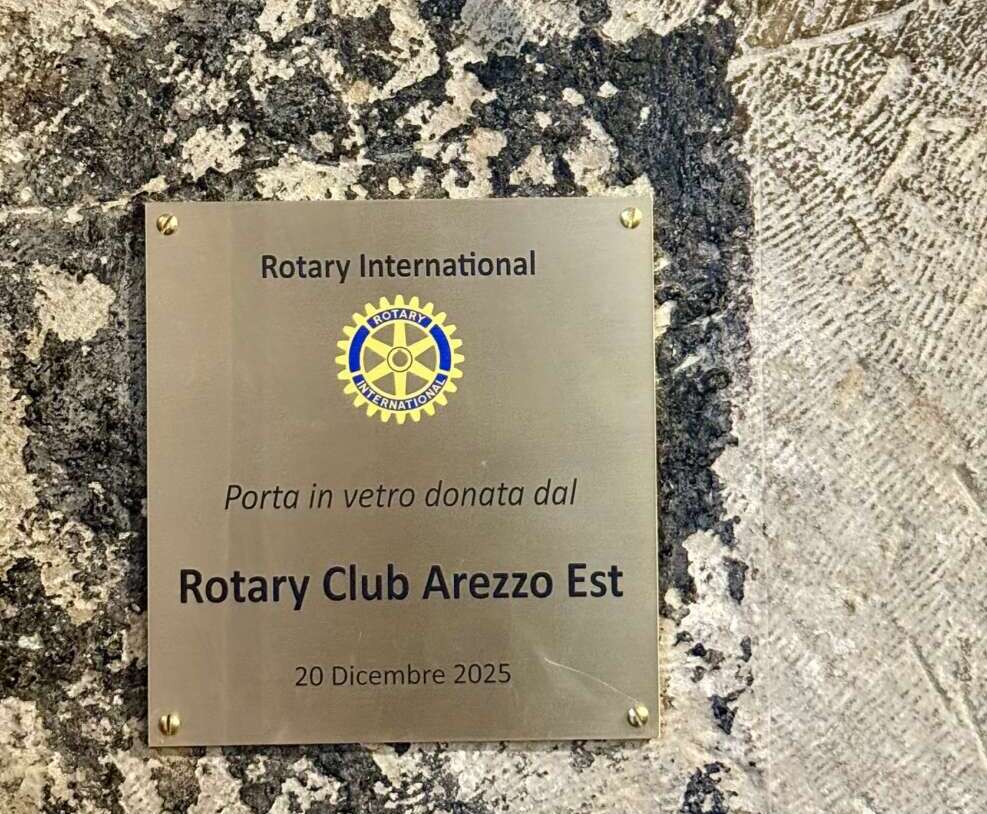 Rotary International
ROTARY
INTERNATIONAL
Porta in vetro donata dal
Rotary Club Arezzo Est
20 Dicembre 2025